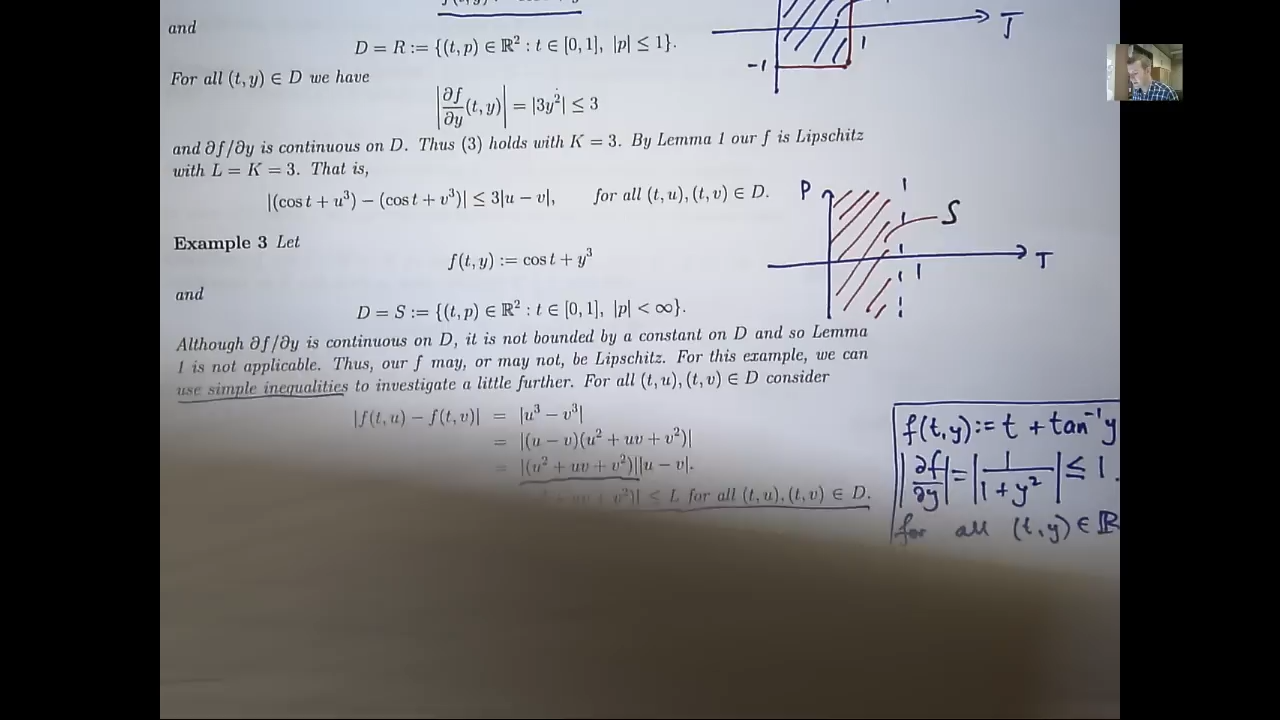 and
D = R := {(t, p) ∈ ℝ² : t ∈ [0, 1], |p| ≤ 1}.
For all (t, y) ∈ D we have
|∂f/∂y (t, y)| = |3y²| ≤ 3
and ∂f/∂y is continuous on D. Thus (3) holds with K = 3. By Lemma 1 our f is Lipschitz
with L = K = 3. That is,
|(cos t + u³) − (cos t + v³)| ≤ 3|u − v|, for all (t, u), (t, v) ∈ D.
Example 3 Let
f(t, y) := cos t + y³
and
D = S := {(t, p) ∈ ℝ² : t ∈ [0, 1], |p| < ∞}.
Although ∂f/∂y is continuous on D, it is not bounded by a constant on D and so Lemma
1 is not applicable. Thus, our f may, or may not, be Lipschitz. For this example, we can
use simple inequalities to investigate a little further. For all (t, u), (t, v) ∈ D consider
|f(t, u) − f(t, v)| = |u³ − v³|
= |(u − v)(u² + uv + v²)|
= |(u² + uv + v²)||u − v|.
v²)| ≤ L for all (t, u), (t, v) ∈ D.
T
1
-1
P
S
T
1
f(t, y) := t + tan⁻¹ y
|∂f/∂y| = |1/(1 + y²)| ≤ 1.
for all (t, y) ∈ ℝ